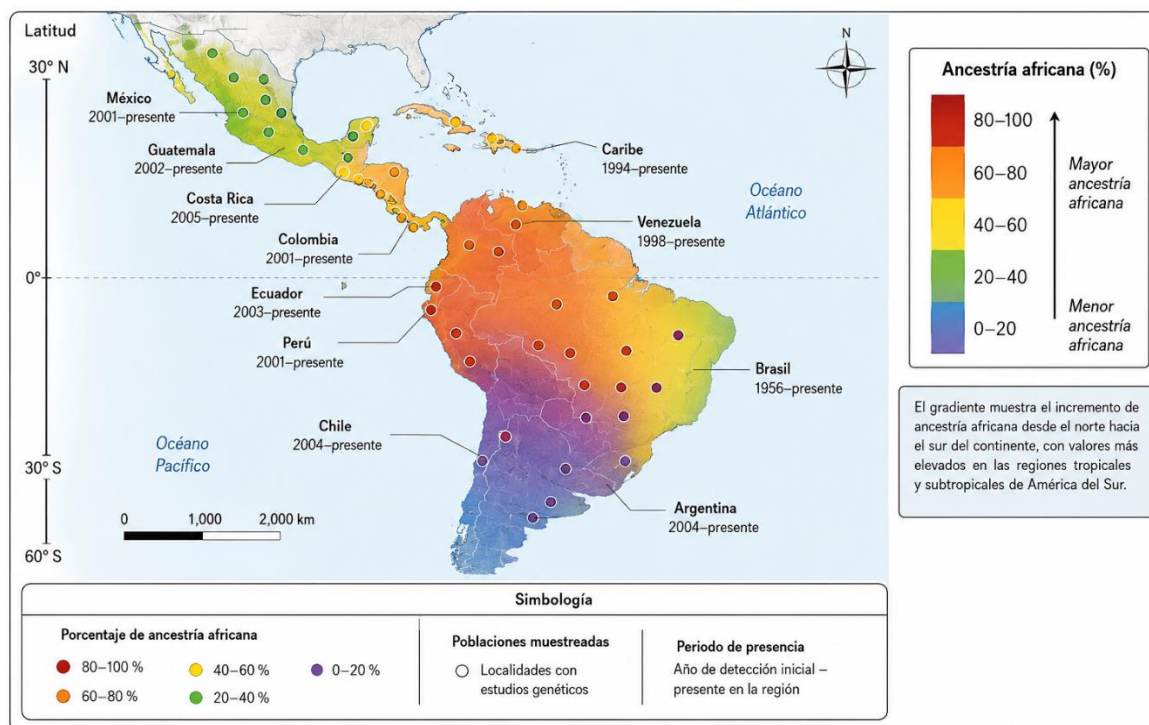 Latitud
30° N
0°
30° S
60° S
México
2001–presente
Guatemala
2002–presente
Costa Rica
2005–presente
Colombia
2001–presente
Ecuador
2003–presente
Perú
2001–presente
Chile
2004–presente
Caribe
1994–presente
Venezuela
1998–presente
Brasil
1956–presente
Argentina
2004–presente
Océano
Pacífico
Océano
Atlántico
N
0 1,000 2,000 km
Ancestría africana (%)
80–100
60–80
40–60
20–40
0–20
Mayor
ancestría
africana
Menor
ancestría
africana
El gradiente muestra el incremento de
ancestría africana desde el norte hacia
el sur del continente, con valores más
elevados en las regiones tropicales
y subtropicales de América del Sur.
Simbología
Porcentaje de ancestría africana
80–100 %
60–80 %
40–60 %
20–40 %
0–20 %
Poblaciones muestreadas
Localidades con
estudios genéticos
Periodo de presencia
Año de detección inicial –
presente en la región